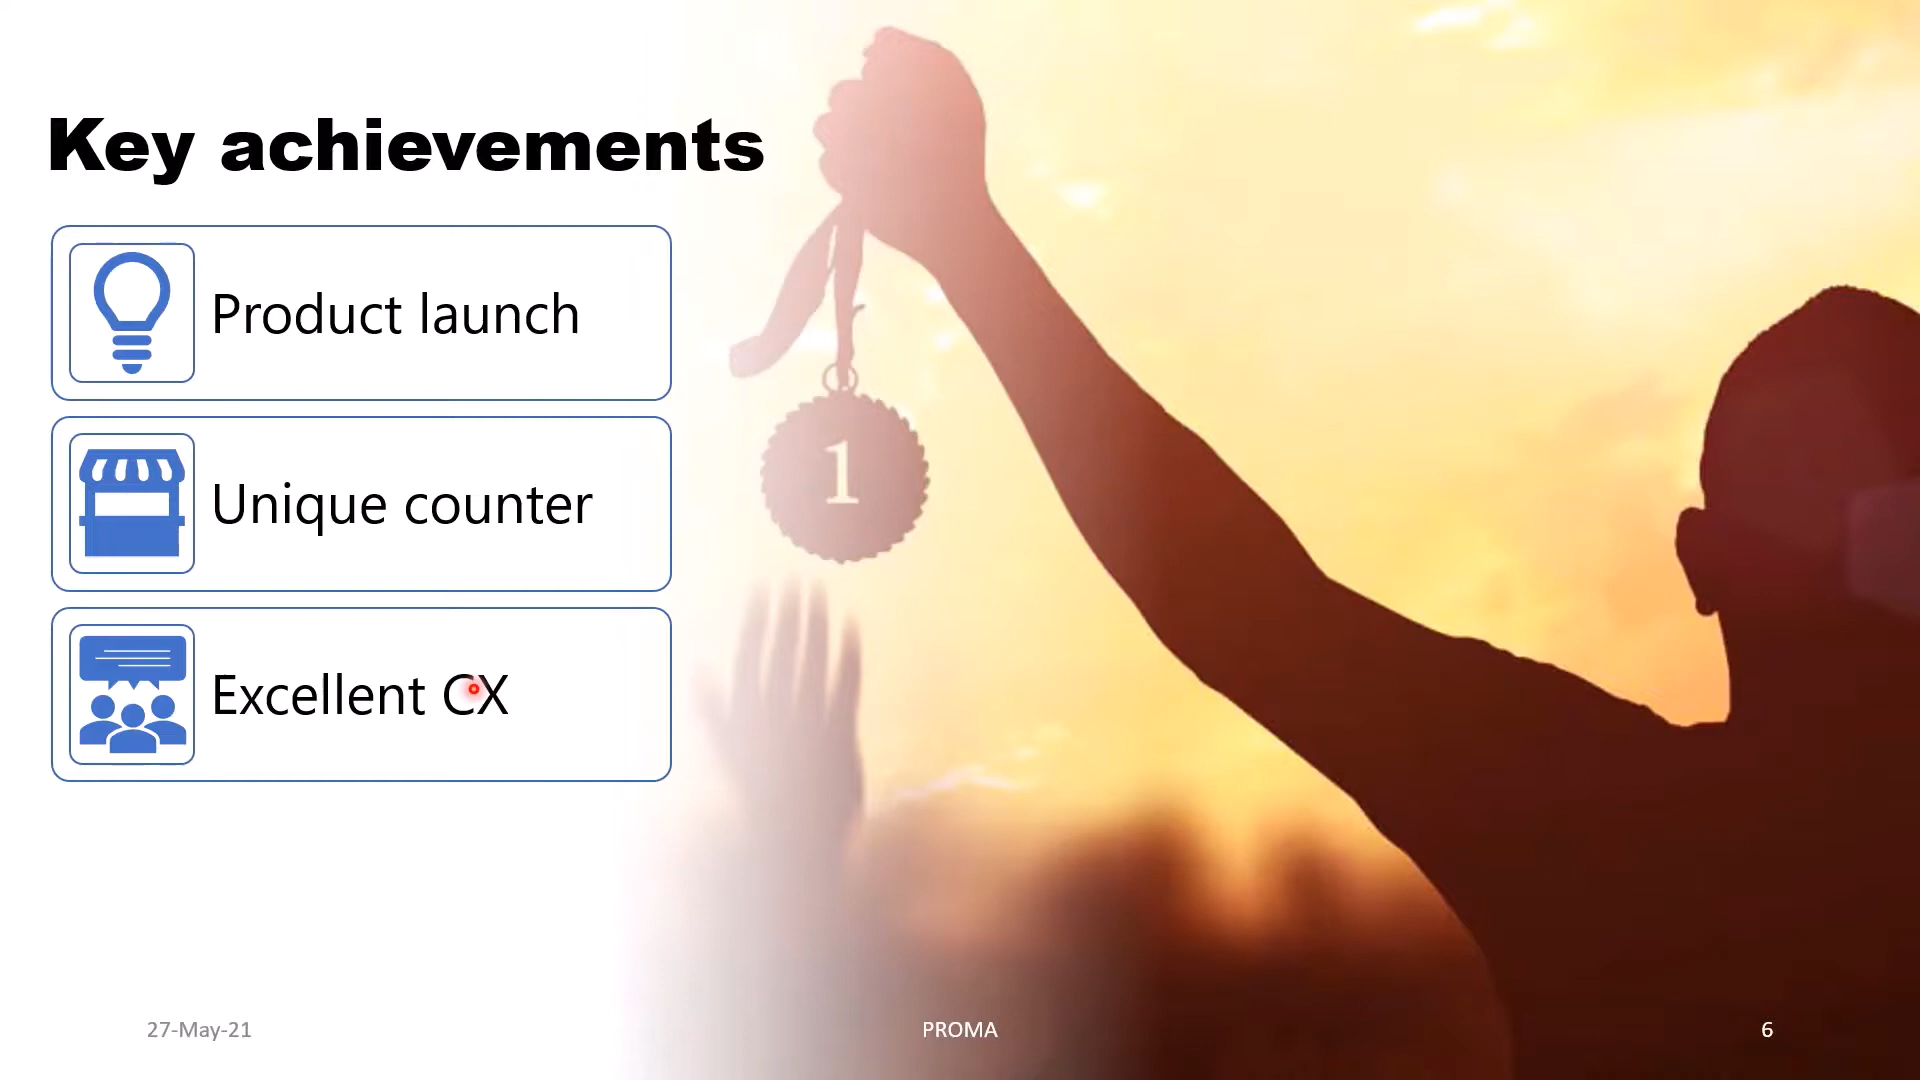 Key achievements
Product launch
Unique counter
Excellent CX
1
27-May-21
PROMA
6